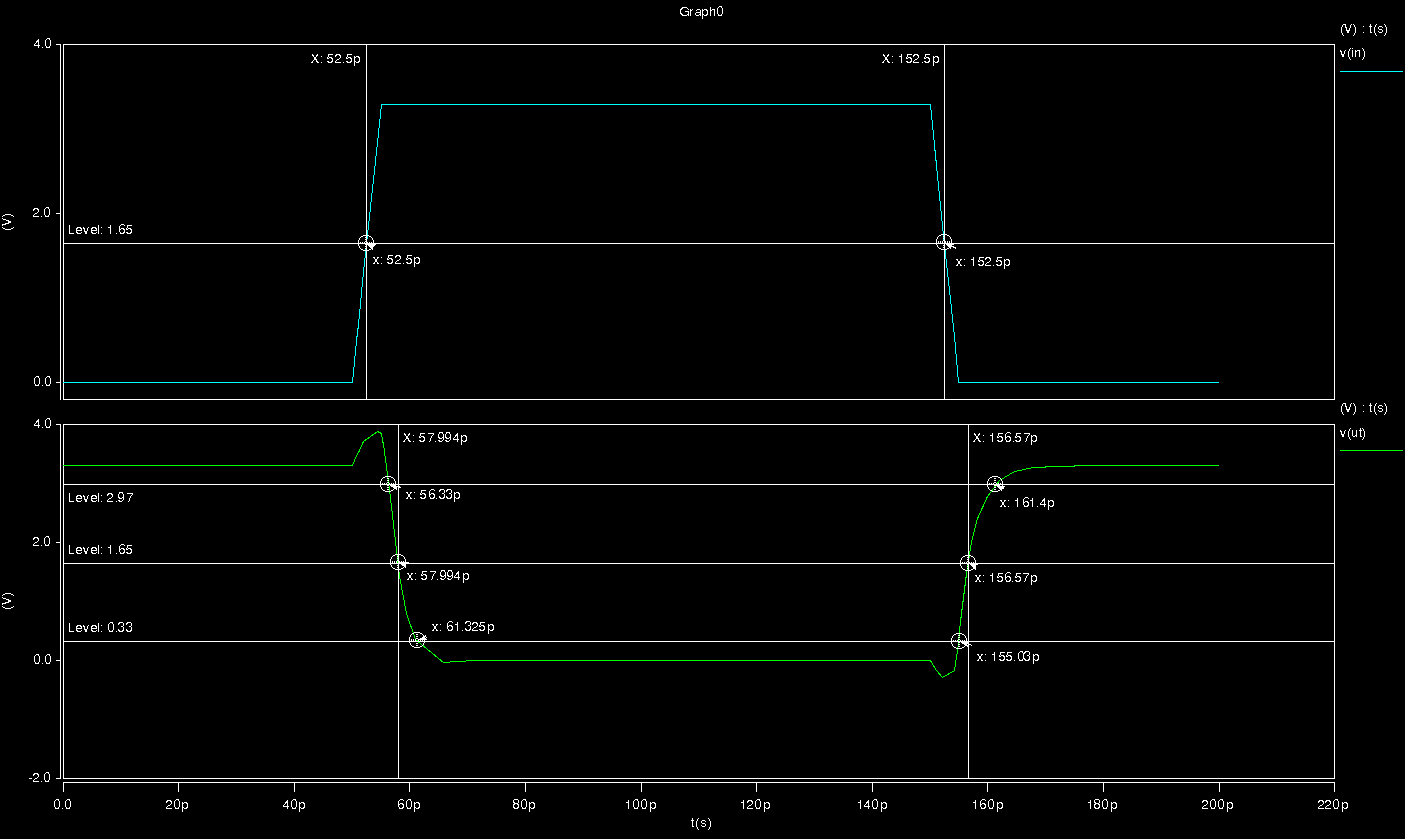 Graph0
(V) : t(s)
v(in)
4.0
X: 52.5p
X: 152.5p
2.0
(V)
Level: 1.65
x: 52.5p
x: 152.5p
0.0
(V) : t(s)
v(ut)
4.0
X: 57.994p
X: 156.57p
Level: 2.97
x: 56.33p
x: 161.4p
2.0
Level: 1.65
x: 57.994p
x: 156.57p
(V)
Level: 0.33
x: 61.325p
x: 155.03p
0.0
-2.0
0.0 20p 40p 60p 80p 100p 120p 140p 160p 180p 200p 220p
t(s)